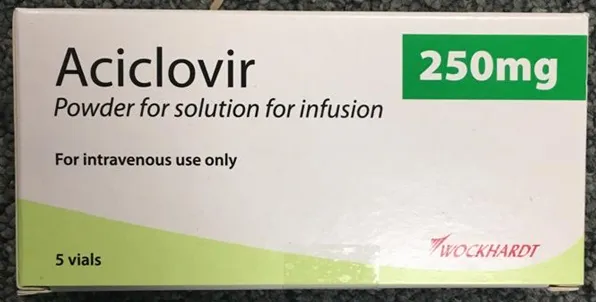 Aciclovir
250mg
Powder for solution for infusion
For intravenous use only
5 vials
WOCKHARDT